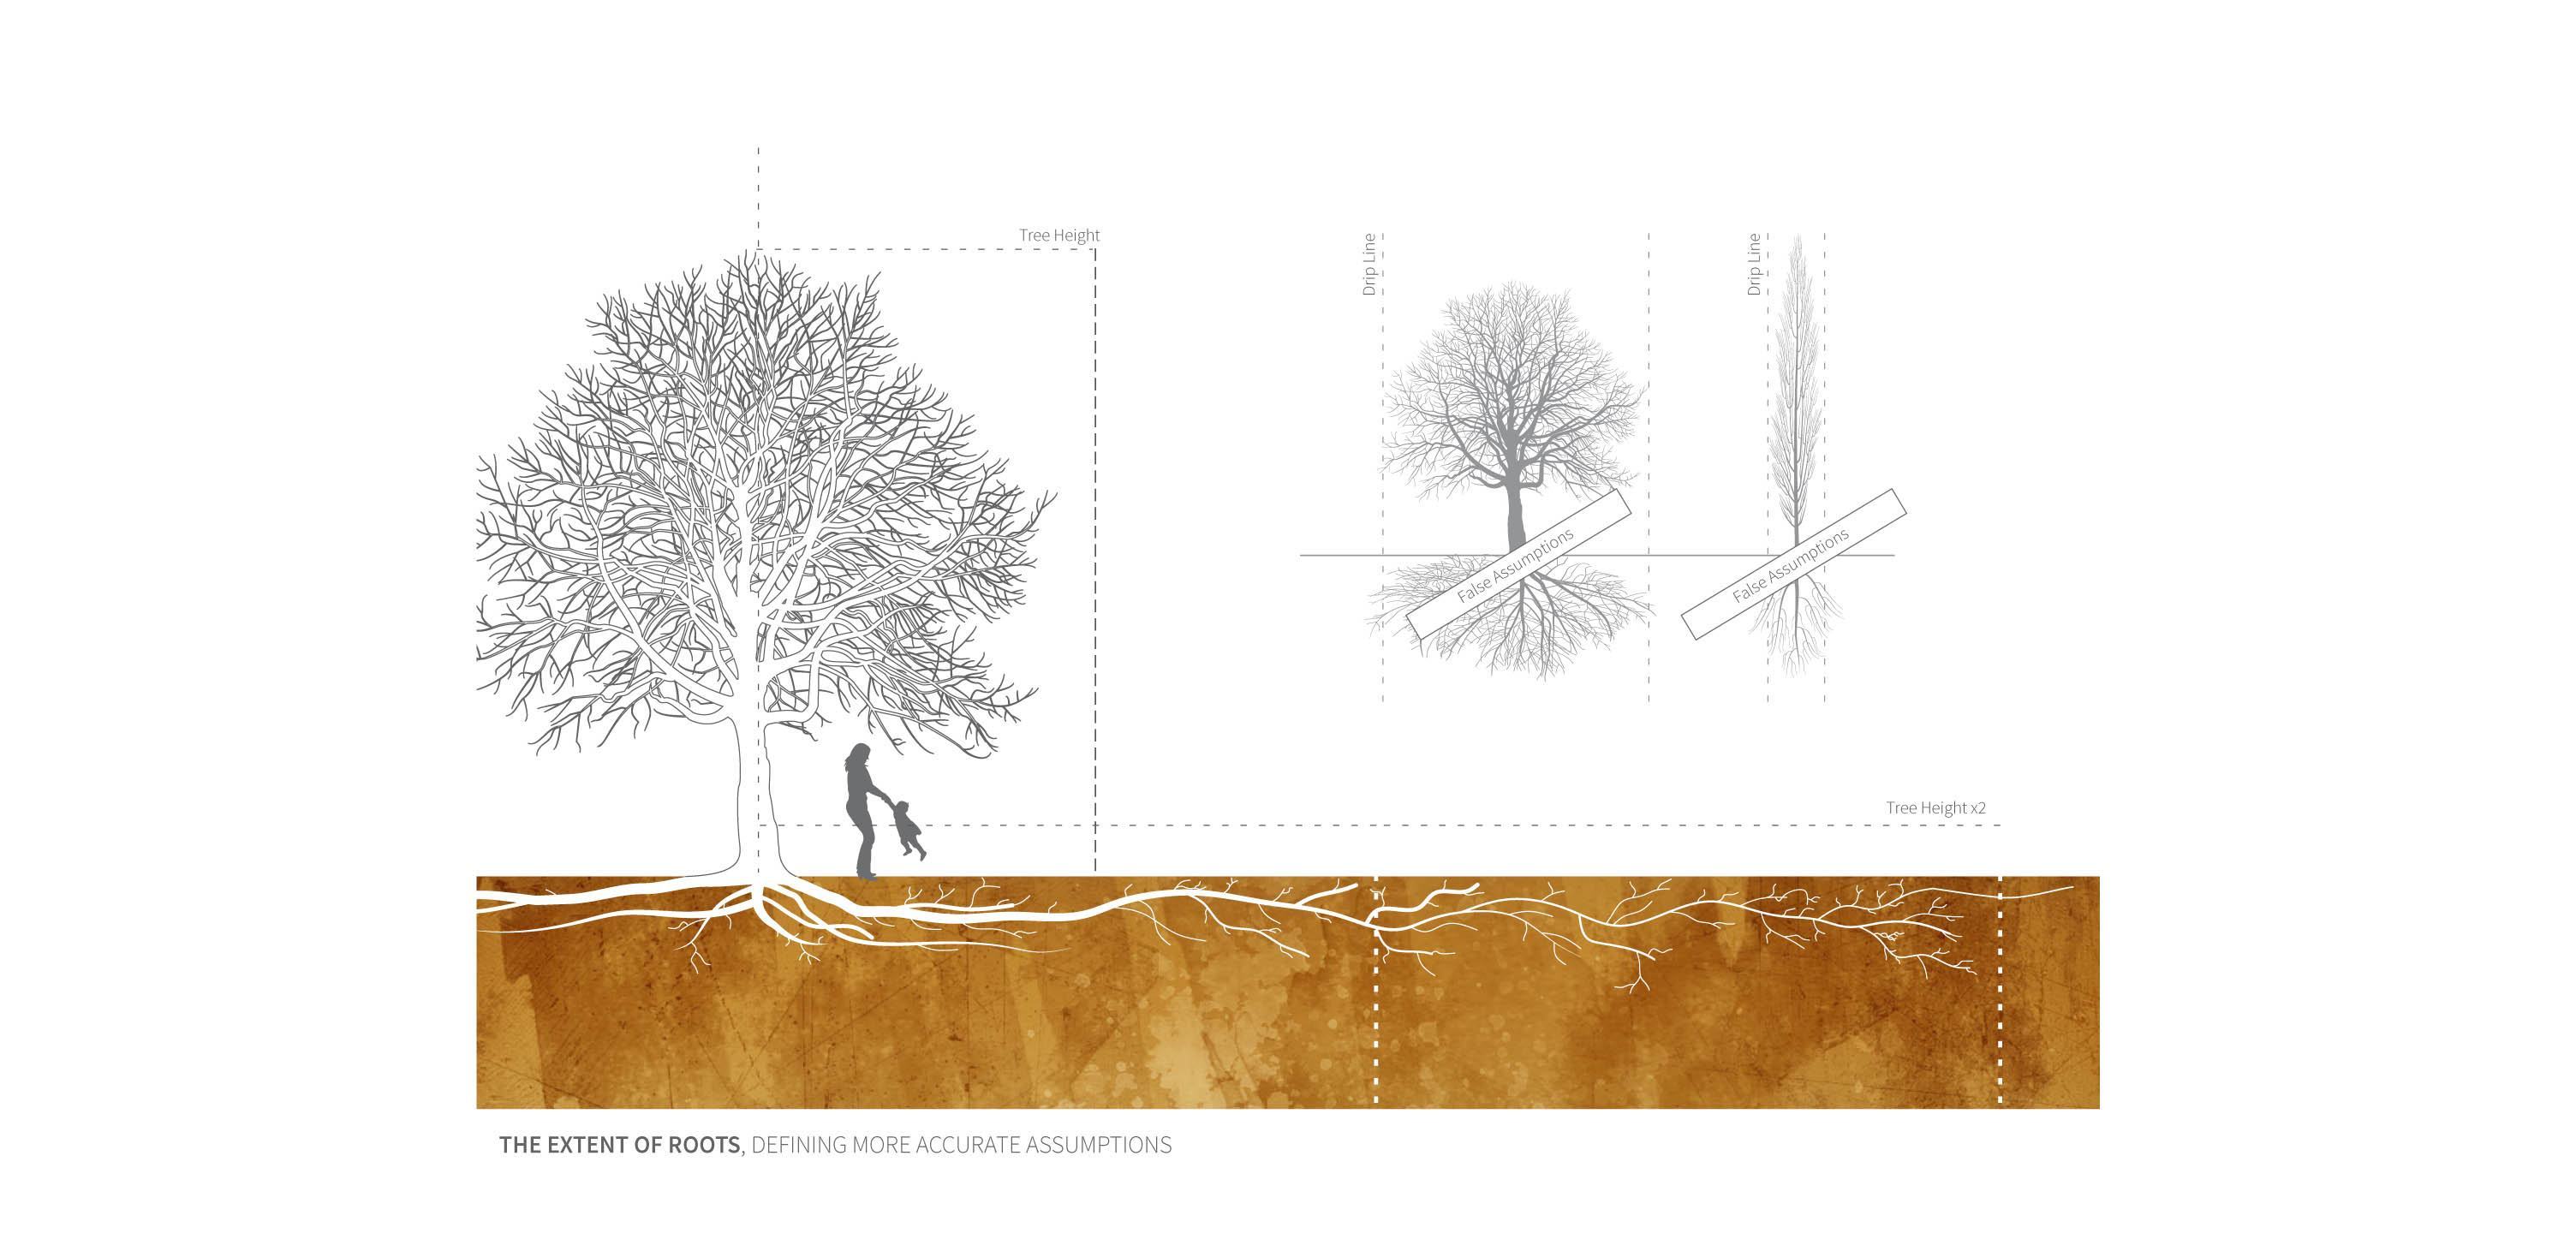 Tree Height
Drip Line
Drip Line
False Assumptions
False Assumptions
Tree Height x2
THE EXTENT OF ROOTS, DEFINING MORE ACCURATE ASSUMPTIONS